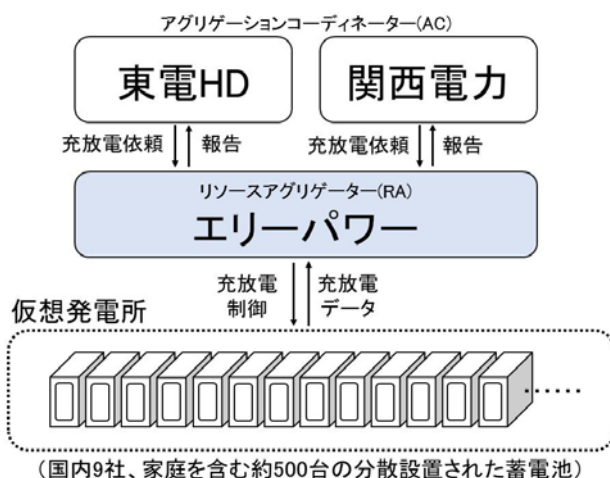 アグリゲーションコーディネーター(AC)
東電HD 関西電力
充放電依頼 報告 充放電依頼 報告
リソースアグリゲーター(RA)
エリーパワー
充放電
制御
充放電
データ
仮想発電所
(国内9社、家庭を含む約500台の分散設置された蓄電池)